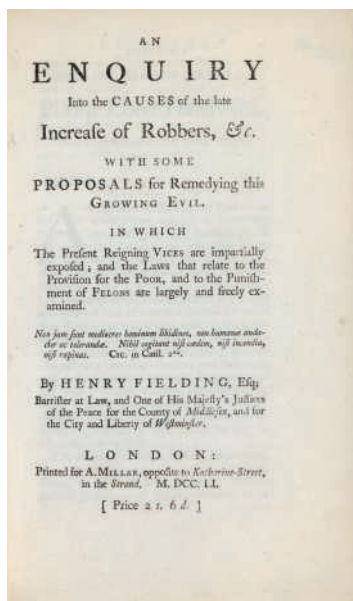 AN
ENQUIRY
Into the CAUSES of the late
Increaſe of Robbers, &c.
WITH SOME
PROPOSALS for Remedying this
GROWING EVIL.
IN WHICH
The Preſent Reigning VICES are impartially
expoſed; and the Laws that relate to the
Proviſion for the POOR, and to the Puniſh-
ment of FELONS are largely and freely ex-
amined.
Non jam ſunt mediocres hominum libidines, non humanæ auda-
ciæ ac tolerandæ. Nihil cogitant niſi cædem, niſi incendia,
niſi rapinas. CIC. in Catil. 2da.
By HENRY FIELDING, Eſq;
Barriſter at Law, and One of His Majeſty's Juſtices
of the Peace for the County of Middleſex, and for
the City and Liberty of Weſtminſter.
LONDON:
Printed for A. MILLAR, oppoſite to Katharine-Street,
in the Strand. M. DCC. LI.
[ Price 2 s. 6 d. ]